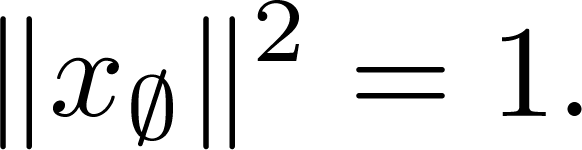 ‖x_∅‖² = 1.